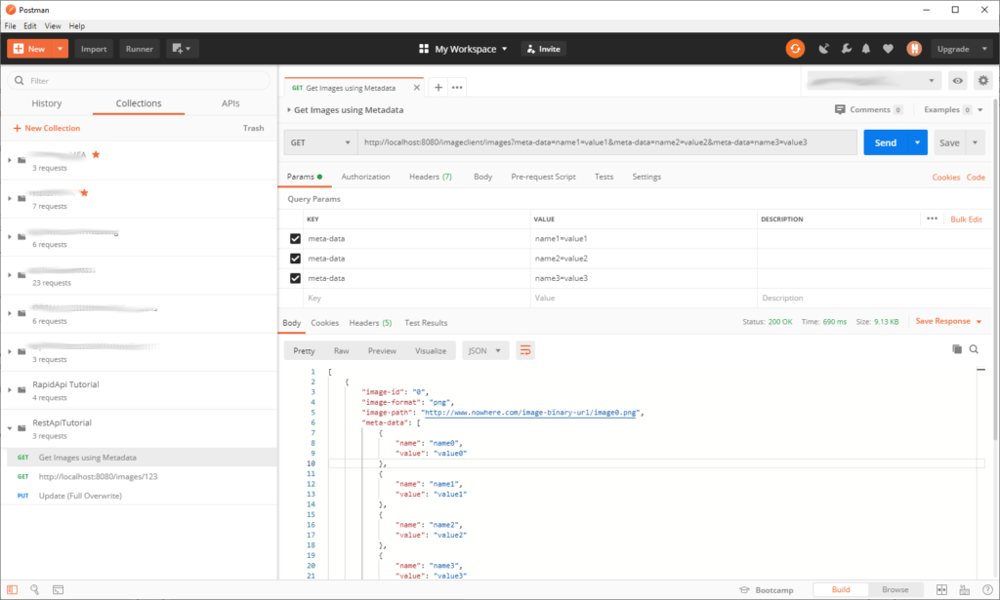 Postman
File Edit View Help
New Import Runner My Workspace Invite Upgrade
Filter
History Collections APIs
New Collection Trash
3 requests
7 requests
6 requests
23 requests
6 requests
3 requests
RapidApi Tutorial
4 requests
RestApiTutorial
3 requests
GET Get Images using Metadata
GET http://localhost:8080/images/123
PUT Update (Full Overwrite)
GET Get Images using Metadata
Get Images using Metadata Comments 0 Examples 0
GET http://localhost:8080/imageclient/images?meta-data=name1=value1&meta-data=name2=value2&meta-data=name3=value3 Send Save
Params Authorization Headers (7) Body Pre-request Script Tests Settings Cookies Code
Query Params
KEY VALUE DESCRIPTION Bulk Edit
meta-data name1=value1
meta-data name2=value2
meta-data name3=value3
Key Value Description
Body Cookies Headers (5) Test Results Status: 200 OK Time: 690 ms Size: 9.13 KB Save Response
Pretty Raw Preview Visualize JSON
1 [
2 {
3 "image-id": "0",
4 "image-format": "png",
5 "image-path": "http://www.nowhere.com/image-binary-url/image0.png",
6 "meta-data": [
7 {
8 "name": "name0",
9 "value": "value0"
10 },
11 {
12 "name": "name1",
13 "value": "value1"
14 },
15 {
16 "name": "name2",
17 "value": "value2"
18 },
19 {
20 "name": "name3",
21 "value": "value3"
Bootcamp Build Browse